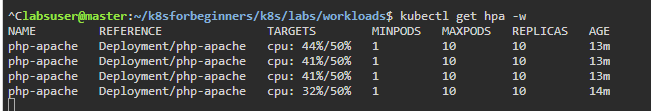 ^Clabsuser@master:~/k8sforbeginners/k8s/labs/workloads$ kubectl get hpa -w
NAME         REFERENCE               TARGETS        MINPODS   MAXPODS   REPLICAS   AGE
php-apache   Deployment/php-apache   cpu: 44%/50%   1         10        10         13m
php-apache   Deployment/php-apache   cpu: 41%/50%   1         10        10         13m
php-apache   Deployment/php-apache   cpu: 41%/50%   1         10        10         13m
php-apache   Deployment/php-apache   cpu: 32%/50%   1         10        10         14m